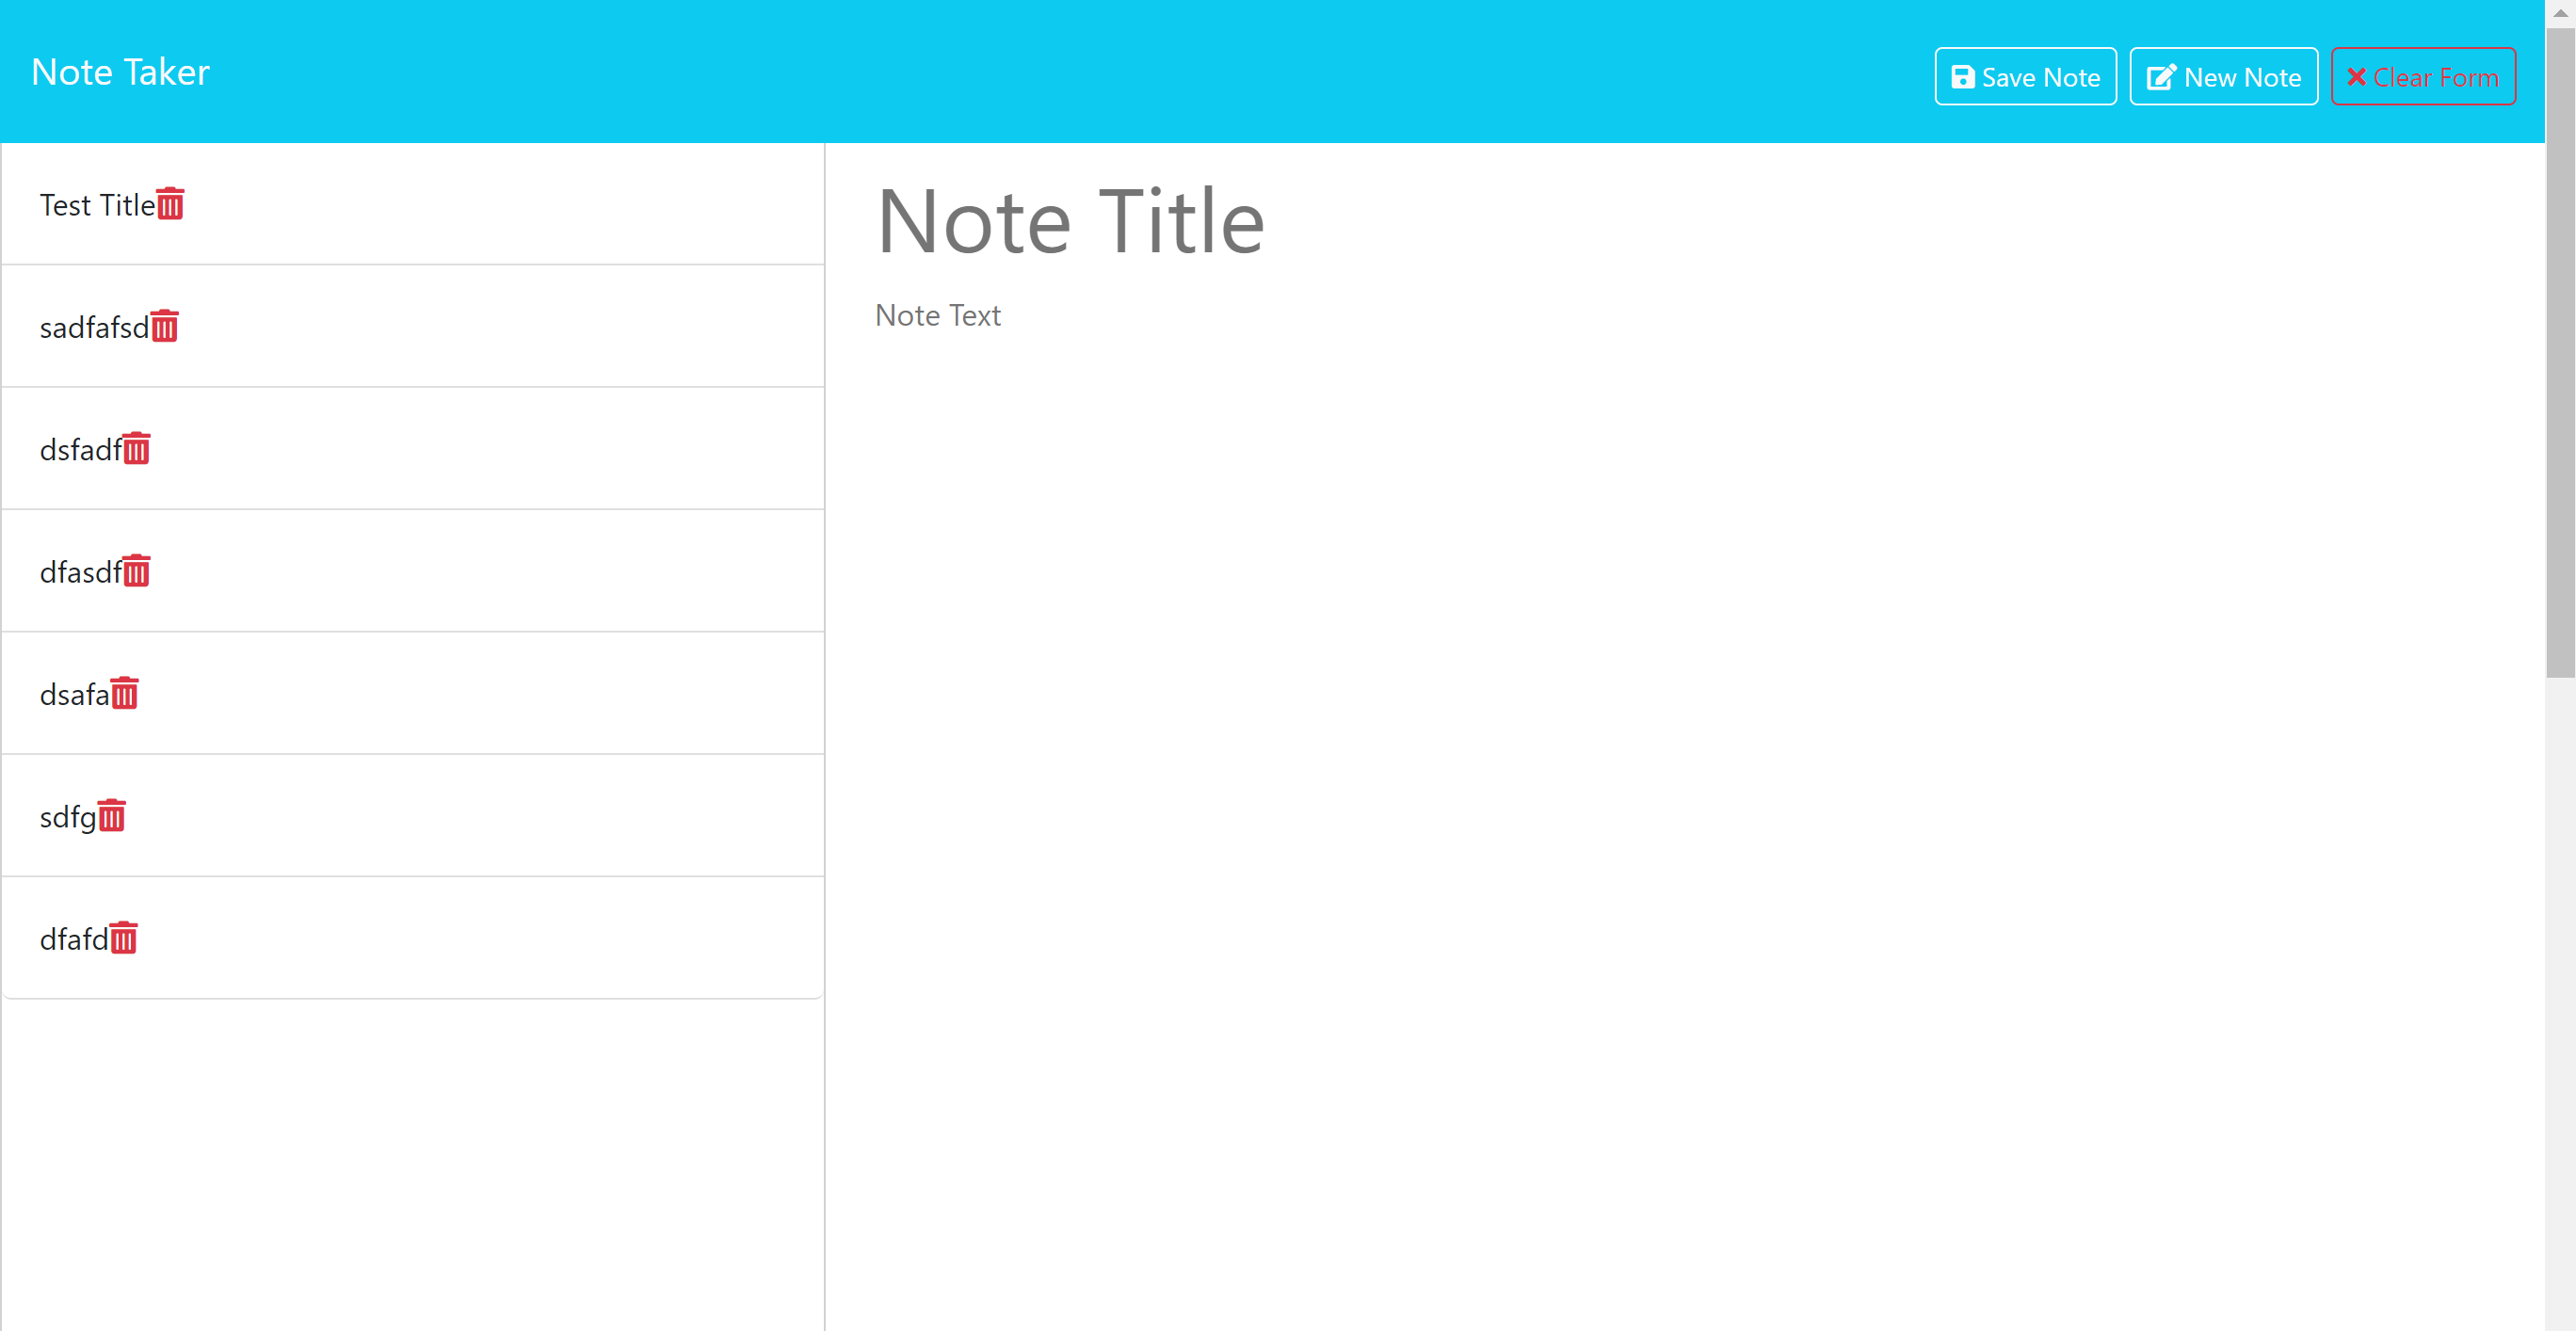 Note Taker
Save Note
New Note
Clear Form
Test Title
sadfafsd
dsfadf
dfasdf
dsafa
sdfg
dfafd
Note Title
Note Text